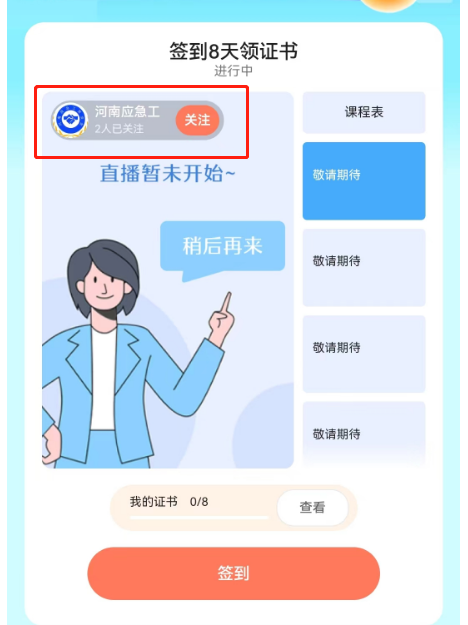 签到8天领证书
进行中
河南应急工
2人已关注
关注
直播暂未开始~
稍后再来
课程表
敬请期待
敬请期待
敬请期待
敬请期待
我的证书 0/8
查看
签到